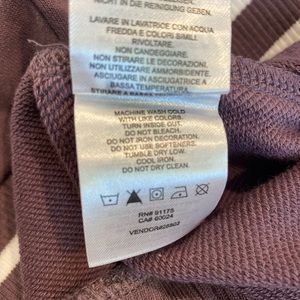 NICHT IN DIE REINIGUNG GEBEN.
LAVARE IN LAVATRICE CON ACQUA
FREDDA E COLORI SIMILI.
RIVOLTARE.
NON CANDEGGIARE.
NON STIRARE LE DECORAZIONI.
NON UTILIZZARE AMMORBIDENTE.
ASCIUGARE IN ASCIUGATRICE A
BASSA TEMPERATURA.
STIRARE A BASSA
MACHINE WASH COLD
WITH LIKE COLORS.
TURN INSIDE OUT.
DO NOT BLEACH.
DO NOT IRON DECORATION.
DO NOT USE SOFTENERS.
TUMBLE DRY LOW.
COOL IRON.
DO NOT DRY CLEAN.
RN# 91175
CA# 60024
VENDOR#